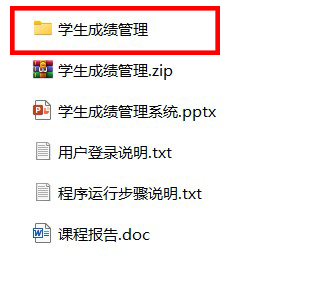 学生成绩管理
学生成绩管理.zip
学生成绩管理系统.pptx
用户登录说明.txt
程序运行步骤说明.txt
课程报告.doc